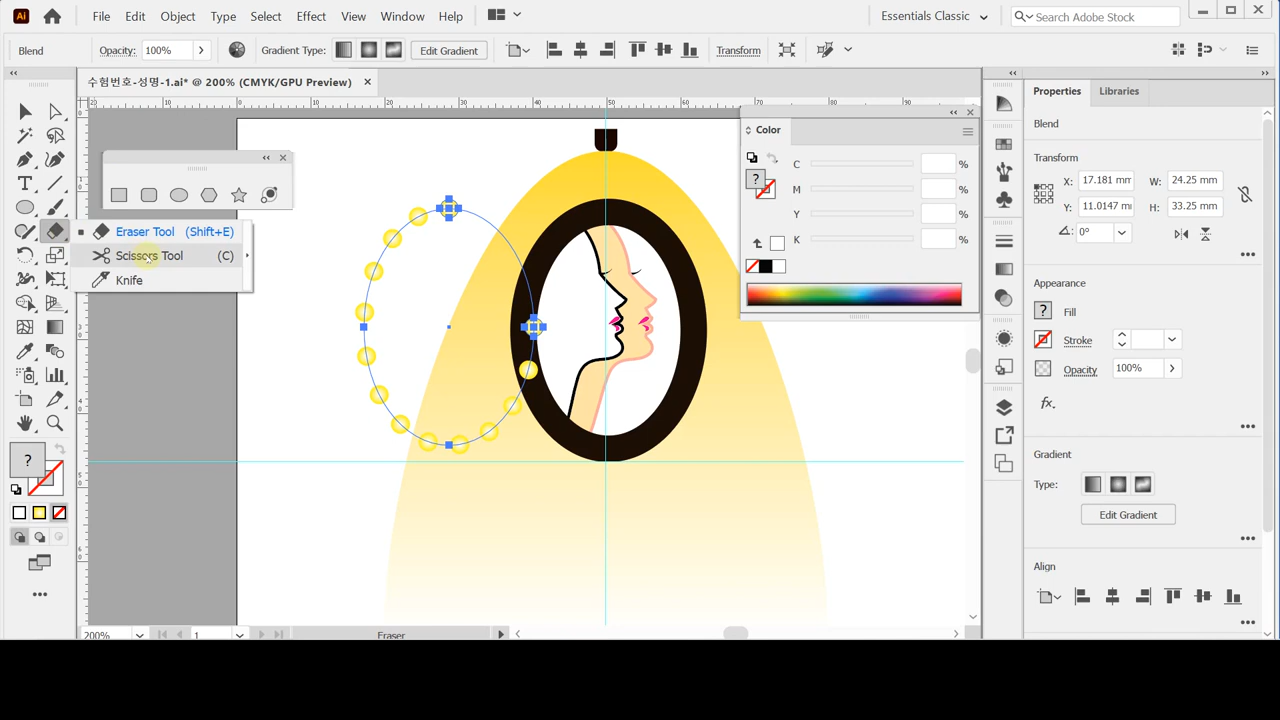 Ai File Edit Object Type Select Effect View Window Help Essentials Classic Search Adobe Stock
Blend Opacity: 100% Gradient Type: Edit Gradient Transform
수험번호-성명-1.ai* @ 200% (CMYK/GPU Preview)
Properties Libraries
Color
Blend
C %
M %
Y %
K %
Transform
X: 17.181 mm W: 24.25 mm
Y: 11.0147 m H: 33.25 mm
0°
Eraser Tool (Shift+E)
Scissors Tool (C)
Knife
Appearance
? Fill
Stroke
Opacity 100%
fx.
Gradient
Type:
Edit Gradient
Align
200% 1 Eraser